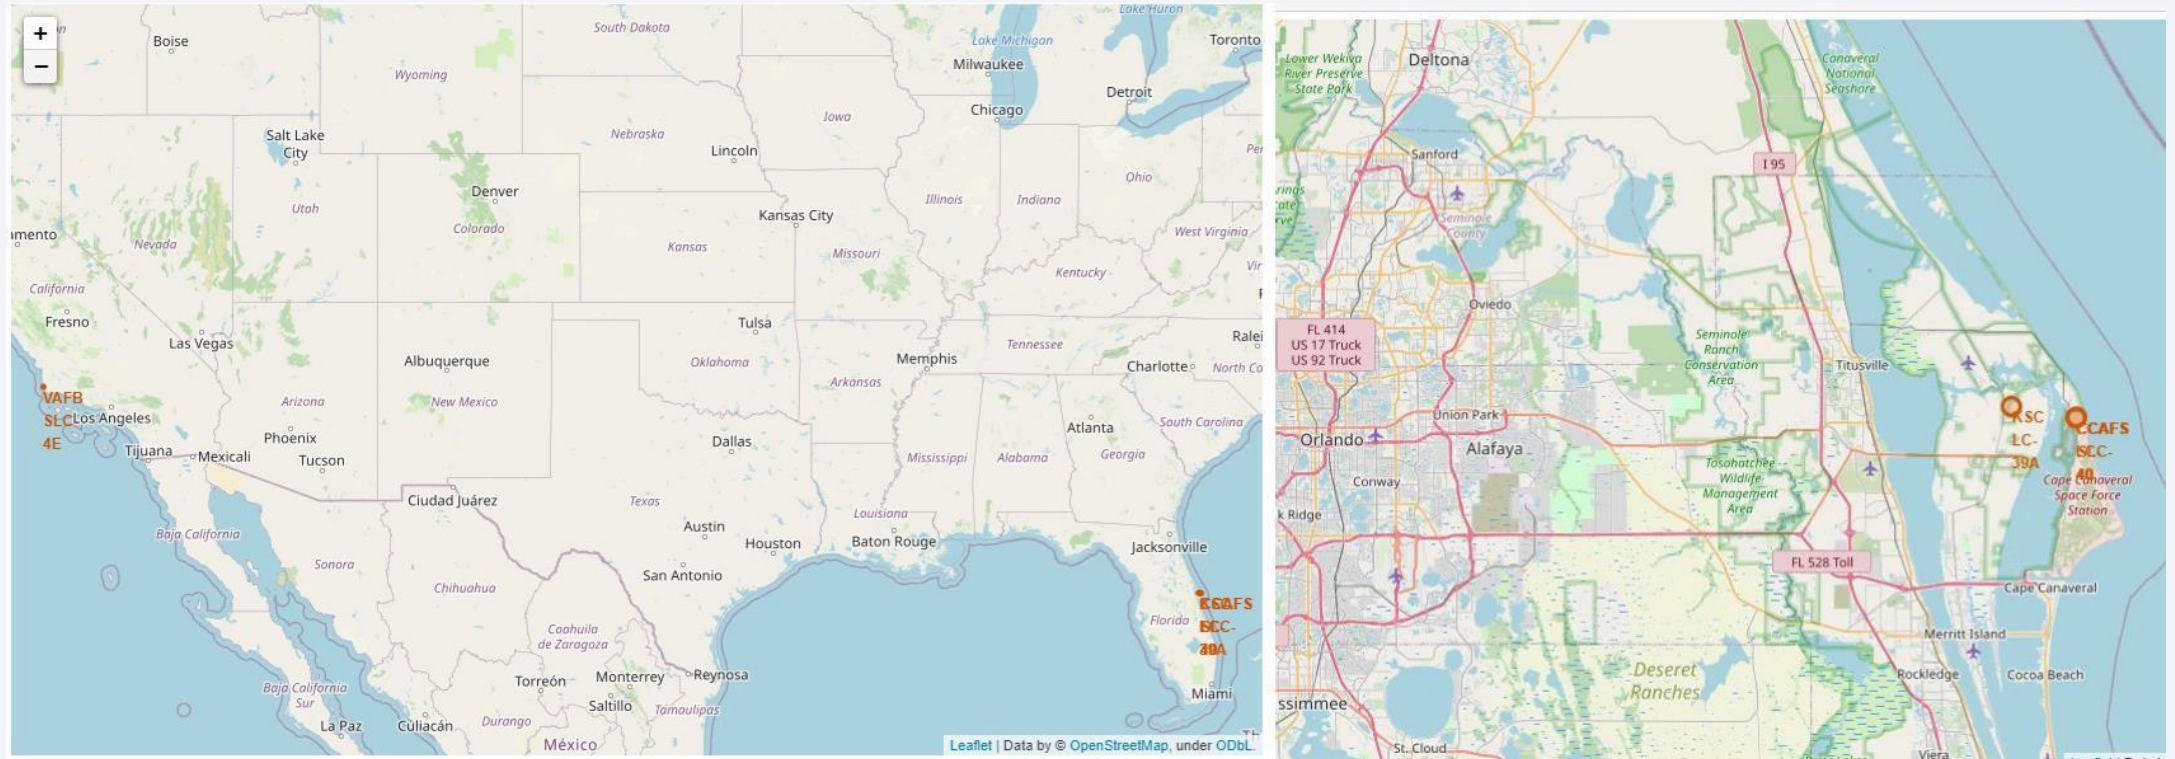 +
−
Boise
South Dakota
Lake Huron
Lake Michigan
Toronto
Wyoming
Milwaukee
Detroit
Chicago
Iowa
Salt Lake
City
Nebraska
Lincoln
Ohio
Denver
Utah
Illinois
Indiana
Kansas City
Colorado
Nevada
Kansas
Missouri
West Virginia
Kentucky
California
Fresno
Las Vegas
Tulsa
Tennessee
Albuquerque
Oklahoma
Memphis
Charlotte
Arkansas
VAFB
SLC-
4E
Los Angeles
Arizona
New Mexico
Phoenix
Tucson
Tijuana
Mexicali
Dallas
Atlanta
South Carolina
Mississippi
Alabama
Georgia
Ciudad Juárez
Texas
Louisiana
Austin
Houston
Baton Rouge
Jacksonville
Baja California
Sonora
Chihuahua
San Antonio
Florida
Coahuila
de Zaragoza
Torreón
Monterrey
Reynosa
Saltillo
Tamaulipas
Miami
Baja California
Sur
La Paz
Culiacán
Durango
México
Leaflet | Data by © OpenStreetMap, under ODbL.
Lower Wekiva
River Preserve
State Park
Deltona
Canaveral
National
Seashore
Sanford
I 95
Seminole
County
Oviedo
FL 414
US 17 Truck
US 92 Truck
Seminole
Ranch
Conservation
Area
Titusville
Union Park
Orlando
Alafaya
KSC
LC-
39A
CCAFS
Conway
Tosohatchee
Wildlife
Management
Area
Cape Canaveral
Space Force
Station
k Ridge
FL 528 Toll
Cape Canaveral
Merritt Island
Deseret
Ranches
Rockledge
Cocoa Beach
ssimmee
St. Cloud
Viera